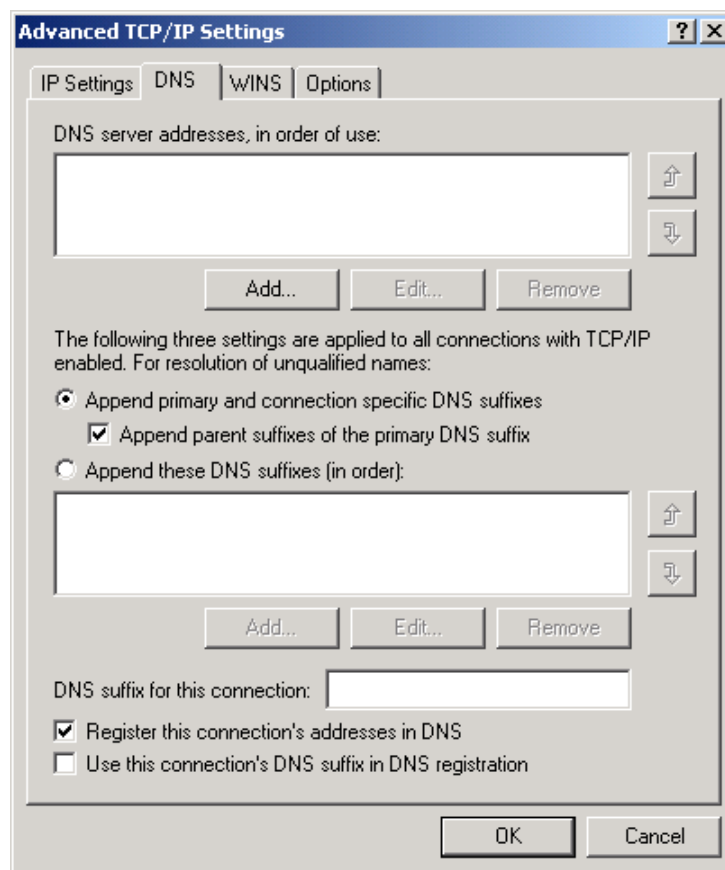 Advanced TCP/IP Settings
IP Settings DNS WINS Options
DNS server addresses, in order of use:
Add... Edit... Remove
The following three settings are applied to all connections with TCP/IP
enabled. For resolution of unqualified names:
Append primary and connection specific DNS suffixes
Append parent suffixes of the primary DNS suffix
Append these DNS suffixes (in order):
Add... Edit... Remove
DNS suffix for this connection:
Register this connection's addresses in DNS
Use this connection's DNS suffix in DNS registration
OK Cancel